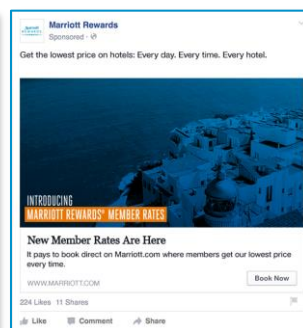 Marriott Rewards
Sponsored ·
Get the lowest price on hotels: Every day. Every time. Every hotel.
INTRODUCING
MARRIOTT REWARDS® MEMBER RATES
New Member Rates Are Here
It pays to book direct on Marriott.com where members get our lowest price
every time.
WWW.MARRIOTT.COM
Book Now
224 Likes 11 Shares
Like Comment Share